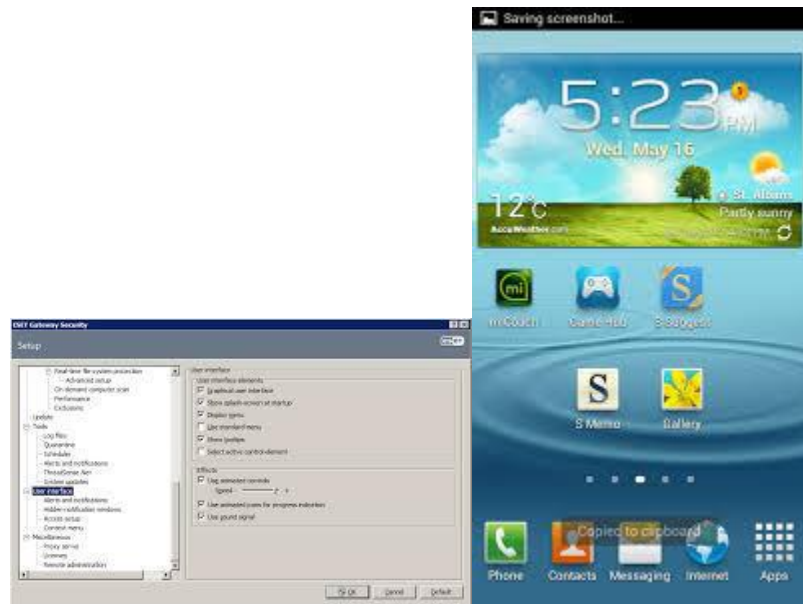 ESET Gateway Security
Setup
eset
Real-time file system protection
Advanced setup
On-demand computer scan
Performance
Exclusions
Update
Tools
Log files
Quarantine
Scheduler
Alerts and notifications
ThreatSense.Net
System updates
User interface
Alerts and notifications
Hidden notification windows
Access setup
Context menu
Miscellaneous
Proxy server
Licenses
Remote administration
User interface
User interface elements
Graphical user interface
Show splash-screen at startup
Display menu
Use standard menu
Show tooltips
Select active control element
Effects
Use animated controls
Speed
Use animated icons for progress indication
Use sound signal
OK
Cancel
Default
Saving screenshot...
5:23 PM
Wed, May 16
12°C
St. Albans
Partly sunny
AccuWeather.com
mi
miCoach
Game Hub
S Suggest
S Memo
Gallery
Copied to clipboard
Phone
Contacts
Messaging
Internet
Apps